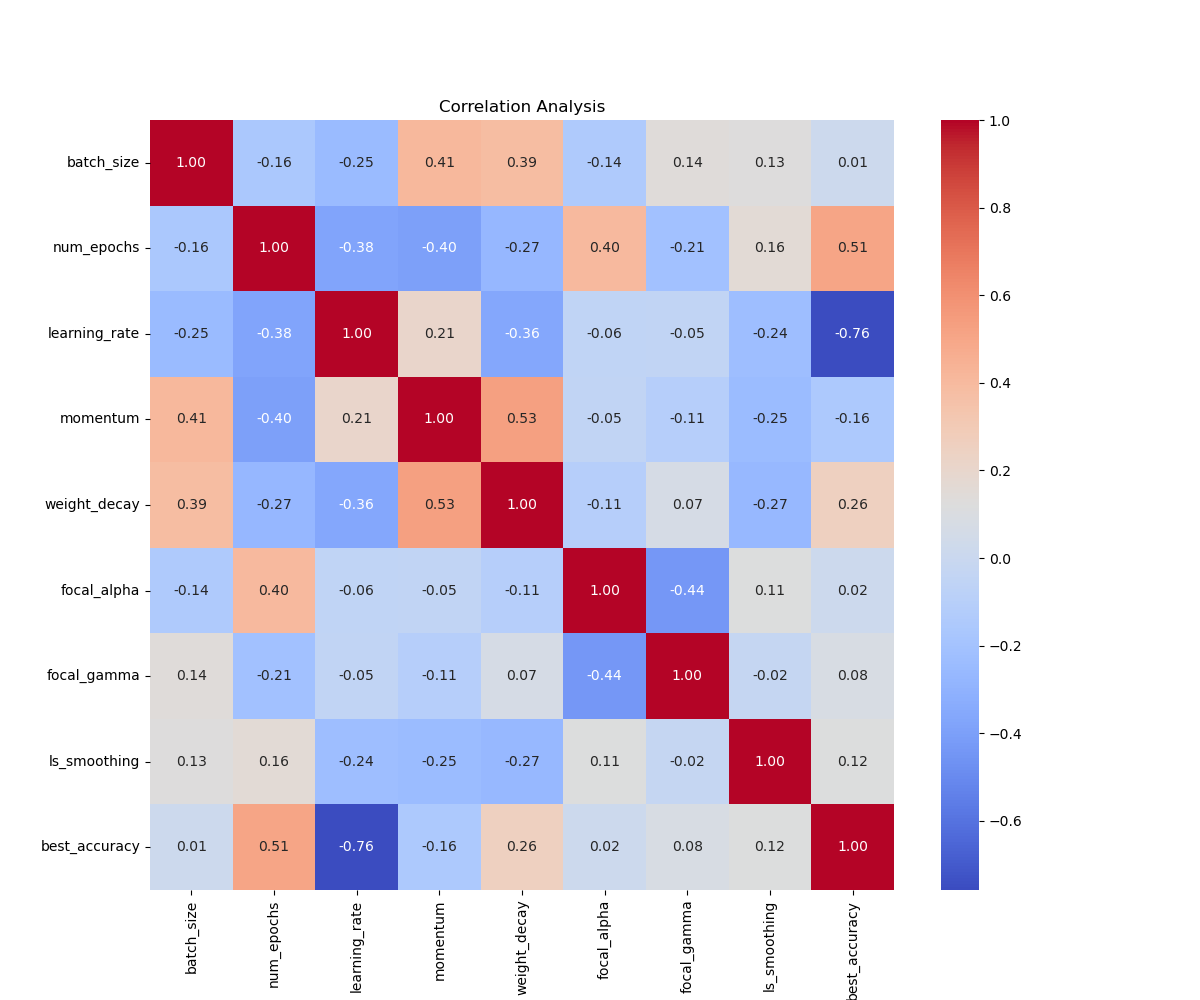 Correlation Analysis
batch_size 1.00 -0.16 -0.25 0.41 0.39 -0.14 0.14 0.13 0.01
num_epochs -0.16 1.00 -0.38 -0.40 -0.27 0.40 -0.21 0.16 0.51
learning_rate -0.25 -0.38 1.00 0.21 -0.36 -0.06 -0.05 -0.24 -0.76
momentum 0.41 -0.40 0.21 1.00 0.53 -0.05 -0.11 -0.25 -0.16
weight_decay 0.39 -0.27 -0.36 0.53 1.00 -0.11 0.07 -0.27 0.26
focal_alpha -0.14 0.40 -0.06 -0.05 -0.11 1.00 -0.44 0.11 0.02
focal_gamma 0.14 -0.21 -0.05 -0.11 0.07 -0.44 1.00 -0.02 0.08
ls_smoothing 0.13 0.16 -0.24 -0.25 -0.27 0.11 -0.02 1.00 0.12
best_accuracy 0.01 0.51 -0.76 -0.16 0.26 0.02 0.08 0.12 1.00
batch_size num_epochs learning_rate momentum weight_decay focal_alpha focal_gamma ls_smoothing best_accuracy
1.0
0.8
0.6
0.4
0.2
0.0
−0.2
−0.4
−0.6